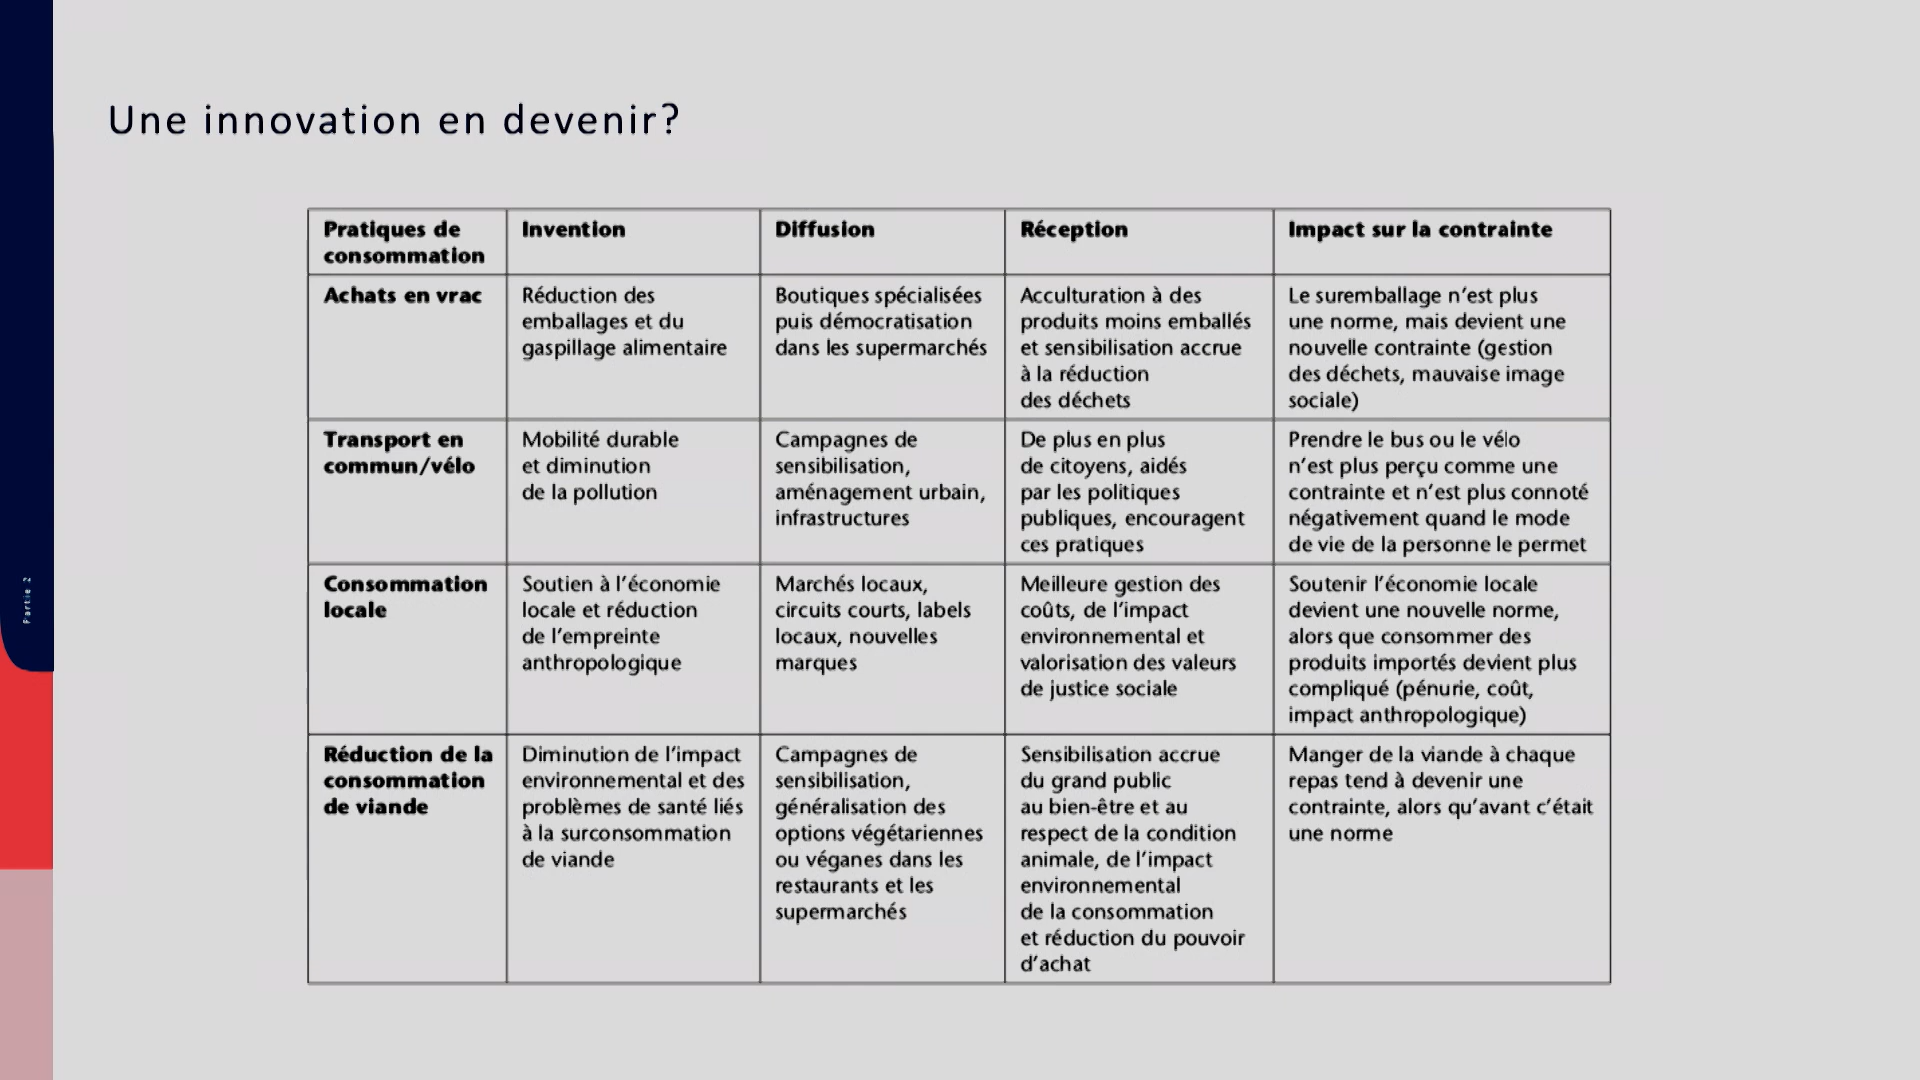 Une innovation en devenir?
Pratiques de
consommation
Invention
Diffusion
Réception
Impact sur la contrainte
Achats en vrac
Réduction des
emballages et du
gaspillage alimentaire
Boutiques spécialisées
puis démocratisation
dans les supermarchés
Acculturation à des
produits moins emballés
et sensibilisation accrue
à la réduction
des déchets
Le suremballage n’est plus
une norme, mais devient une
nouvelle contrainte (gestion
des déchets, mauvaise image
sociale)
Transport en
commun/vélo
Mobilité durable
et diminution
de la pollution
Campagnes de
sensibilisation,
aménagement urbain,
infrastructures
De plus en plus
de citoyens, aidés
par les politiques
publiques, encouragent
ces pratiques
Prendre le bus ou le vélo
n’est plus perçu comme une
contrainte et n’est plus connoté
négativement quand le mode
de vie de la personne le permet
Consommation
locale
Soutien à l’économie
locale et réduction
de l’empreinte
anthropologique
Marchés locaux,
circuits courts, labels
locaux, nouvelles
marques
Meilleure gestion des
coûts, de l’impact
environnemental et
valorisation des valeurs
de justice sociale
Soutenir l’économie locale
devient une nouvelle norme,
alors que consommer des
produits importés devient plus
compliqué (pénurie, coût,
impact anthropologique)
Réduction de la
consommation
de viande
Diminution de l’impact
environnemental et des
problèmes de santé liés
à la surconsommation
de viande
Campagnes de
sensibilisation,
généralisation des
options végétariennes
ou véganes dans les
restaurants et les
supermarchés
Sensibilisation accrue
du grand public
au bien-être et au
respect de la condition
animale, de l’impact
environnemental
de la consommation
et réduction du pouvoir
d’achat
Manger de la viande à chaque
repas tend à devenir une
contrainte, alors qu’avant c’était
une norme
Partie 2